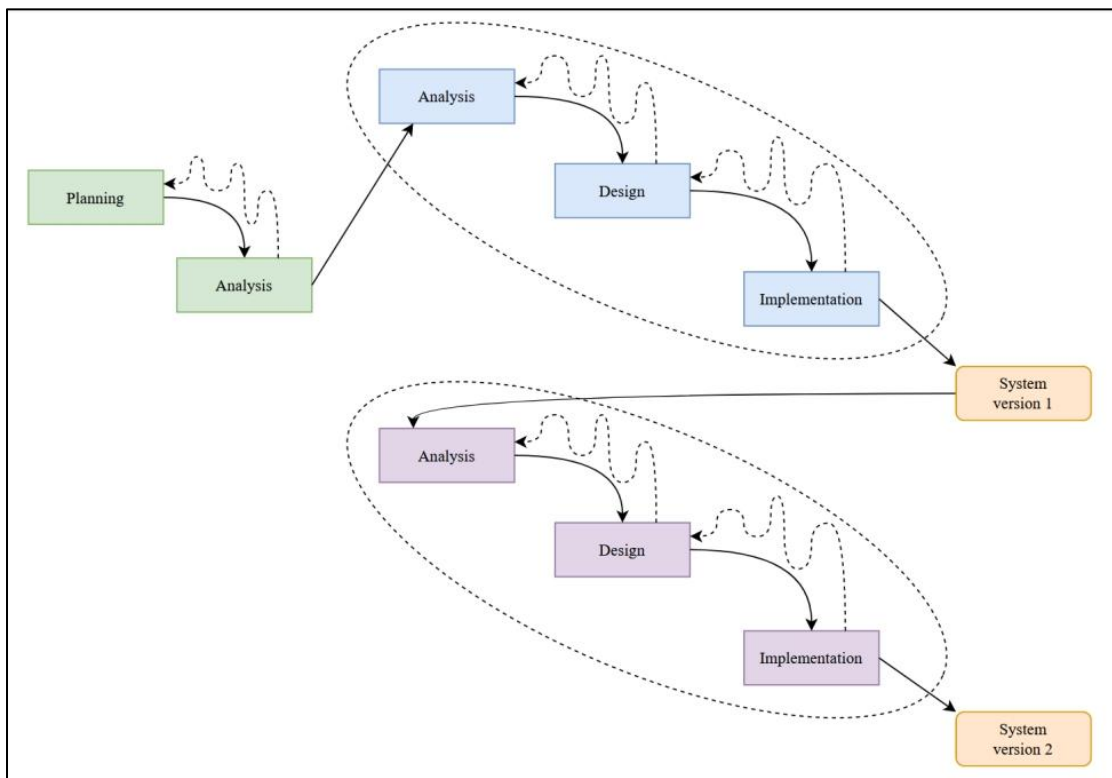 Planning
Analysis
Analysis
Design
Implementation
System
version 1
Analysis
Design
Implementation
System
version 2